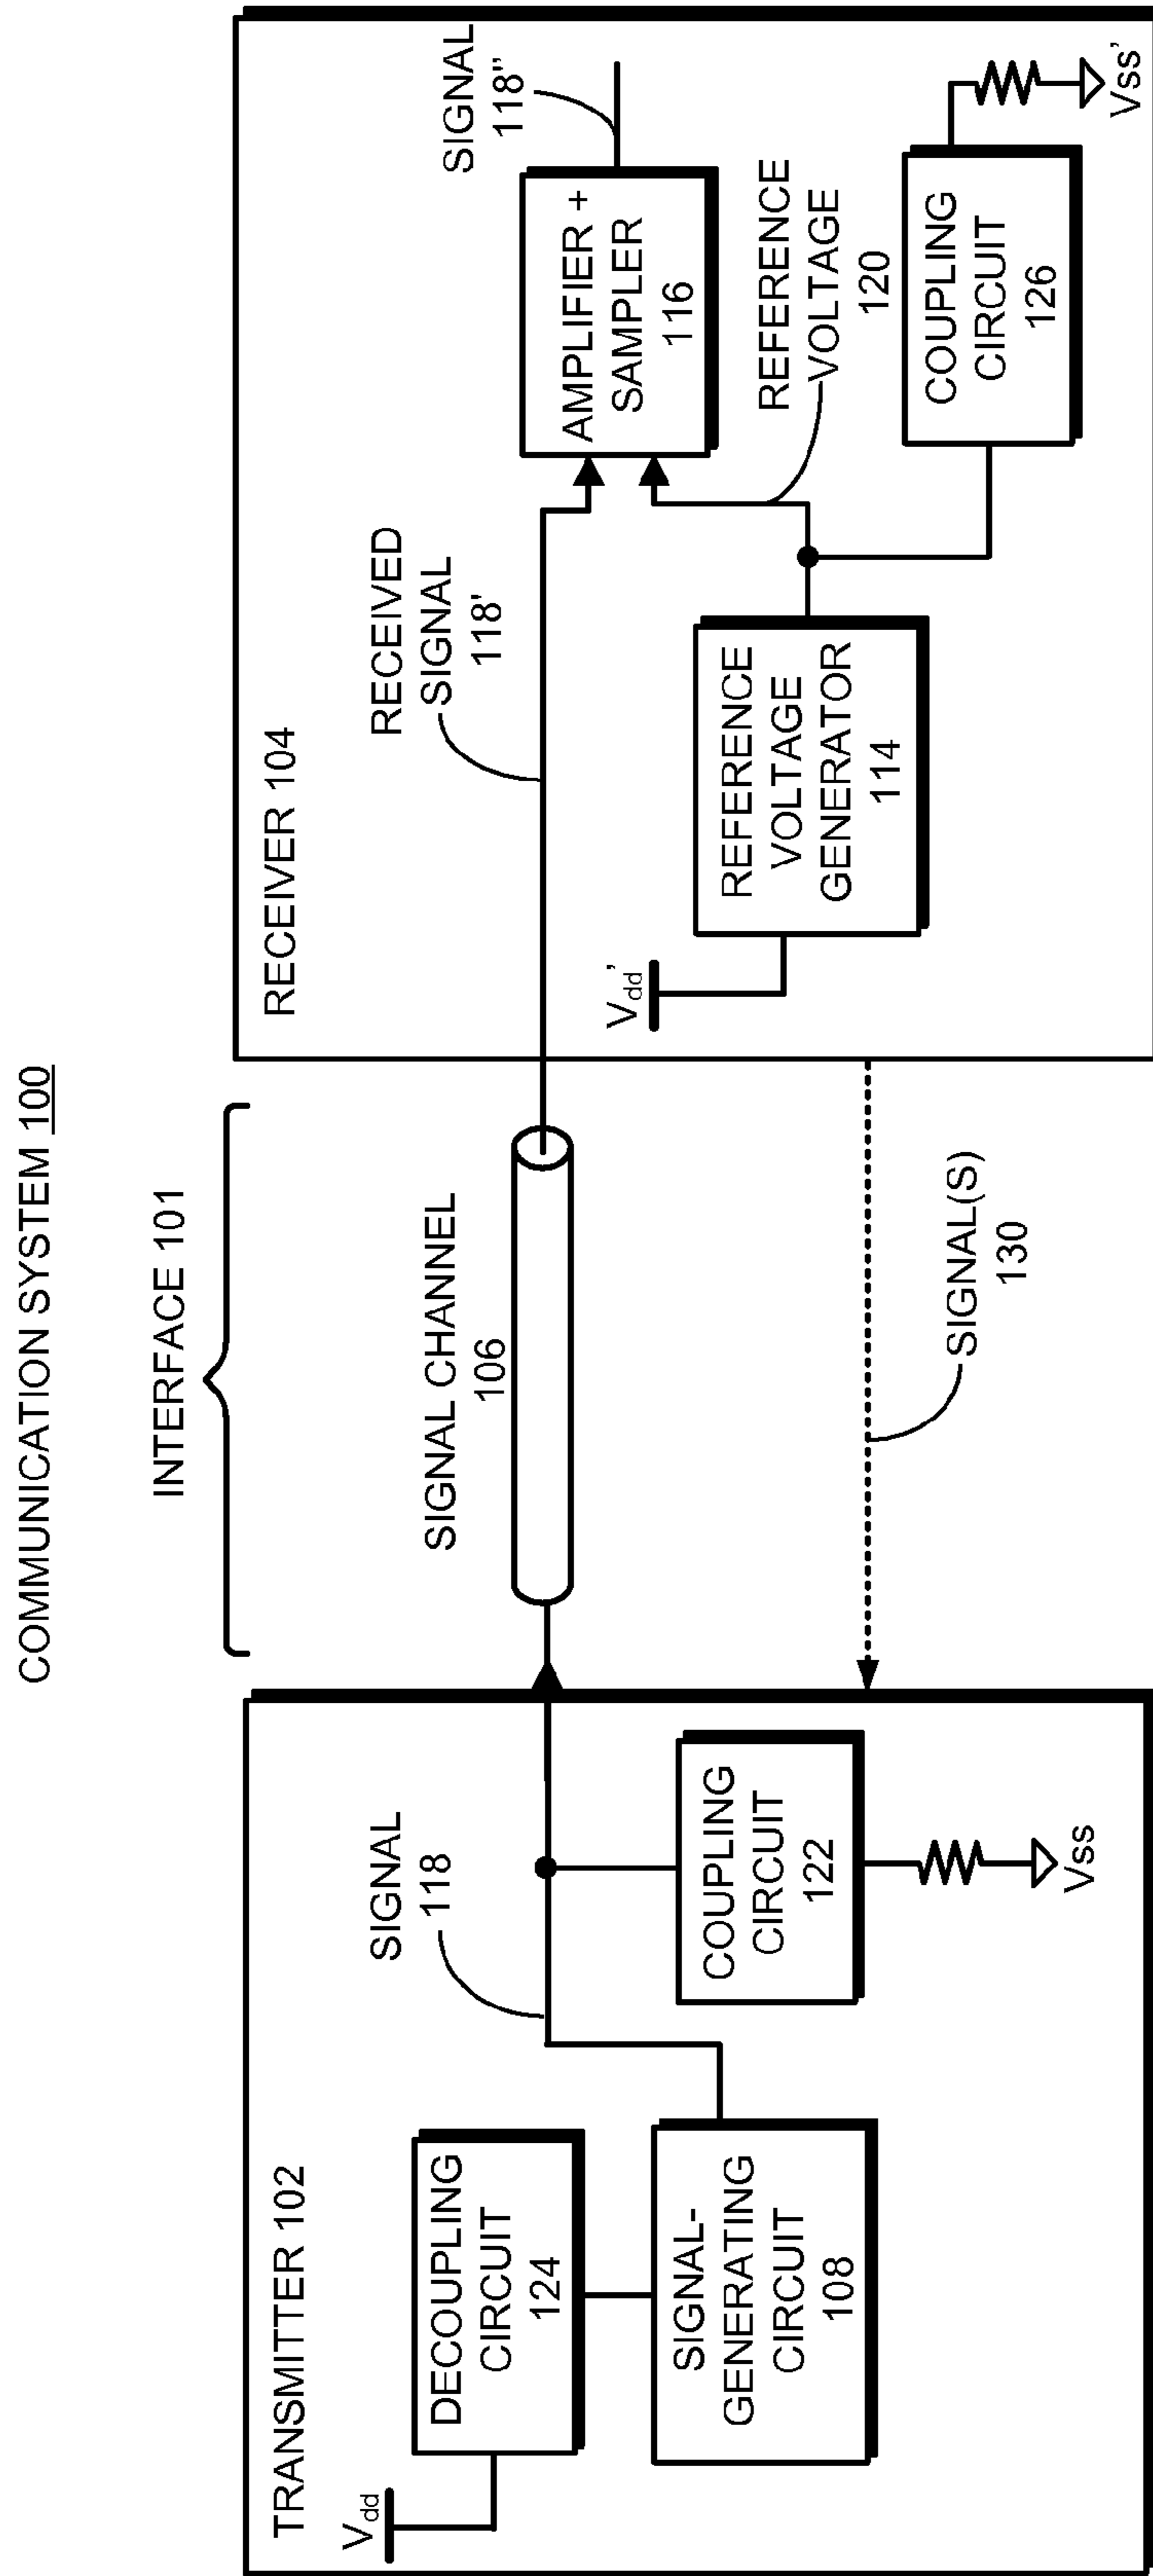 COMMUNICATION SYSTEM 100
INTERFACE 101
TRANSMITTER 102
Vdd
DECOUPLING
CIRCUIT
124
SIGNAL-
GENERATING
CIRCUIT
108
SIGNAL
118
COUPLING
CIRCUIT
122
Vss
SIGNAL CHANNEL
106
SIGNAL(S)
130
RECEIVER 104
RECEIVED
SIGNAL
118'
Vdd'
REFERENCE
VOLTAGE
GENERATOR
114
AMPLIFIER +
SAMPLER
116
SIGNAL
118"
REFERENCE
VOLTAGE
120
COUPLING
CIRCUIT
126
Vss'